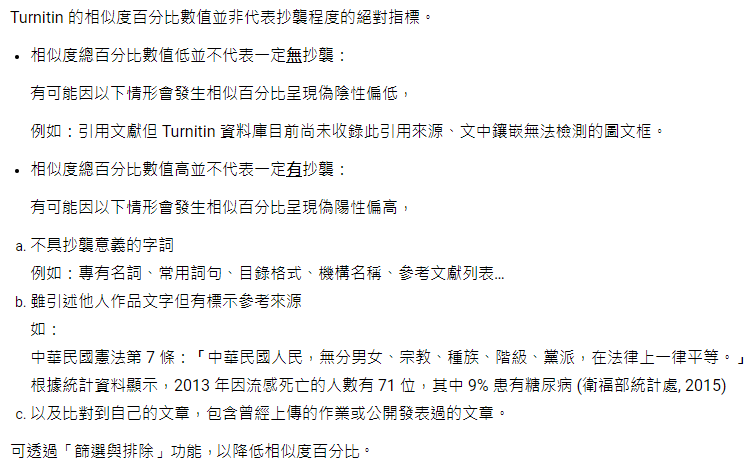 Turnitin 的相似度百分比數值並非代表抄襲程度的絕對指標。
• 相似度總百分比數值低並不代表一定無抄襲：
有可能因以下情形會發生相似百分比呈現偽陰性偏低，
例如：引用文獻但 Turnitin 資料庫目前尚未收錄此引用來源、文中鑲嵌無法檢測的圖文框。
• 相似度總百分比數值高並不代表一定有抄襲：
有可能因以下情形會發生相似百分比呈現偽陽性偏高，
a. 不具抄襲意義的字詞
例如：專有名詞、常用詞句、目錄格式、機構名稱、參考文獻列表...
b. 雖引述他人作品文字但有標示參考來源
如：
中華民國憲法第 7 條：「中華民國人民，無分男女、宗教、種族、階級、黨派，在法律上一律平等。」
根據統計資料顯示，2013 年因流感死亡的人數有 71 位，其中 9% 患有糖尿病 (衛福部統計處, 2015)
c. 以及比對到自己的文章，包含曾經上傳的作業或公開發表過的文章。
可透過「篩選與排除」功能，以降低相似度百分比。